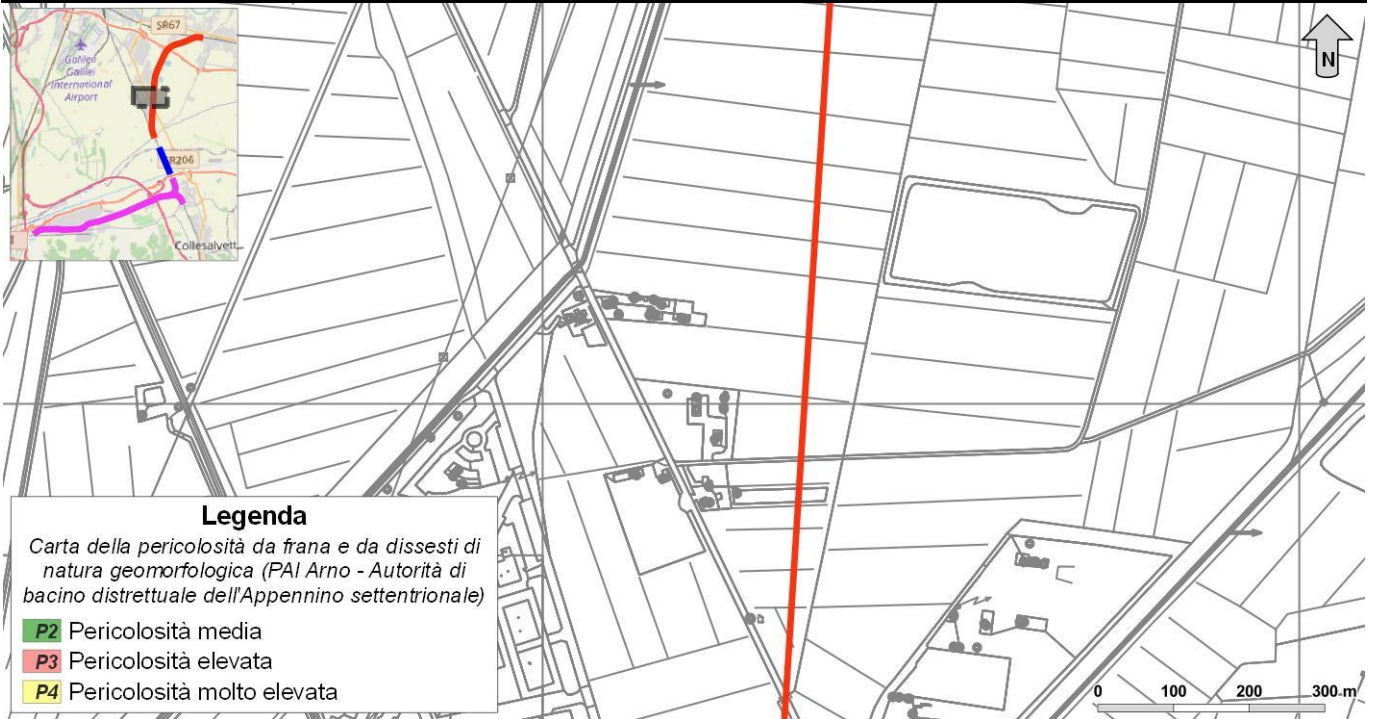 SR67
Galileo
Galilei
International
Airport
SR206
Collesalvett
N
Legenda
Carta della pericolosità da frana e da dissesti di
natura geomorfologica (PAI Arno - Autorità di
bacino distrettuale dell'Appennino settentrionale)
P2 Pericolosità media
P3 Pericolosità elevata
P4 Pericolosità molto elevata
0 100 200 300 m